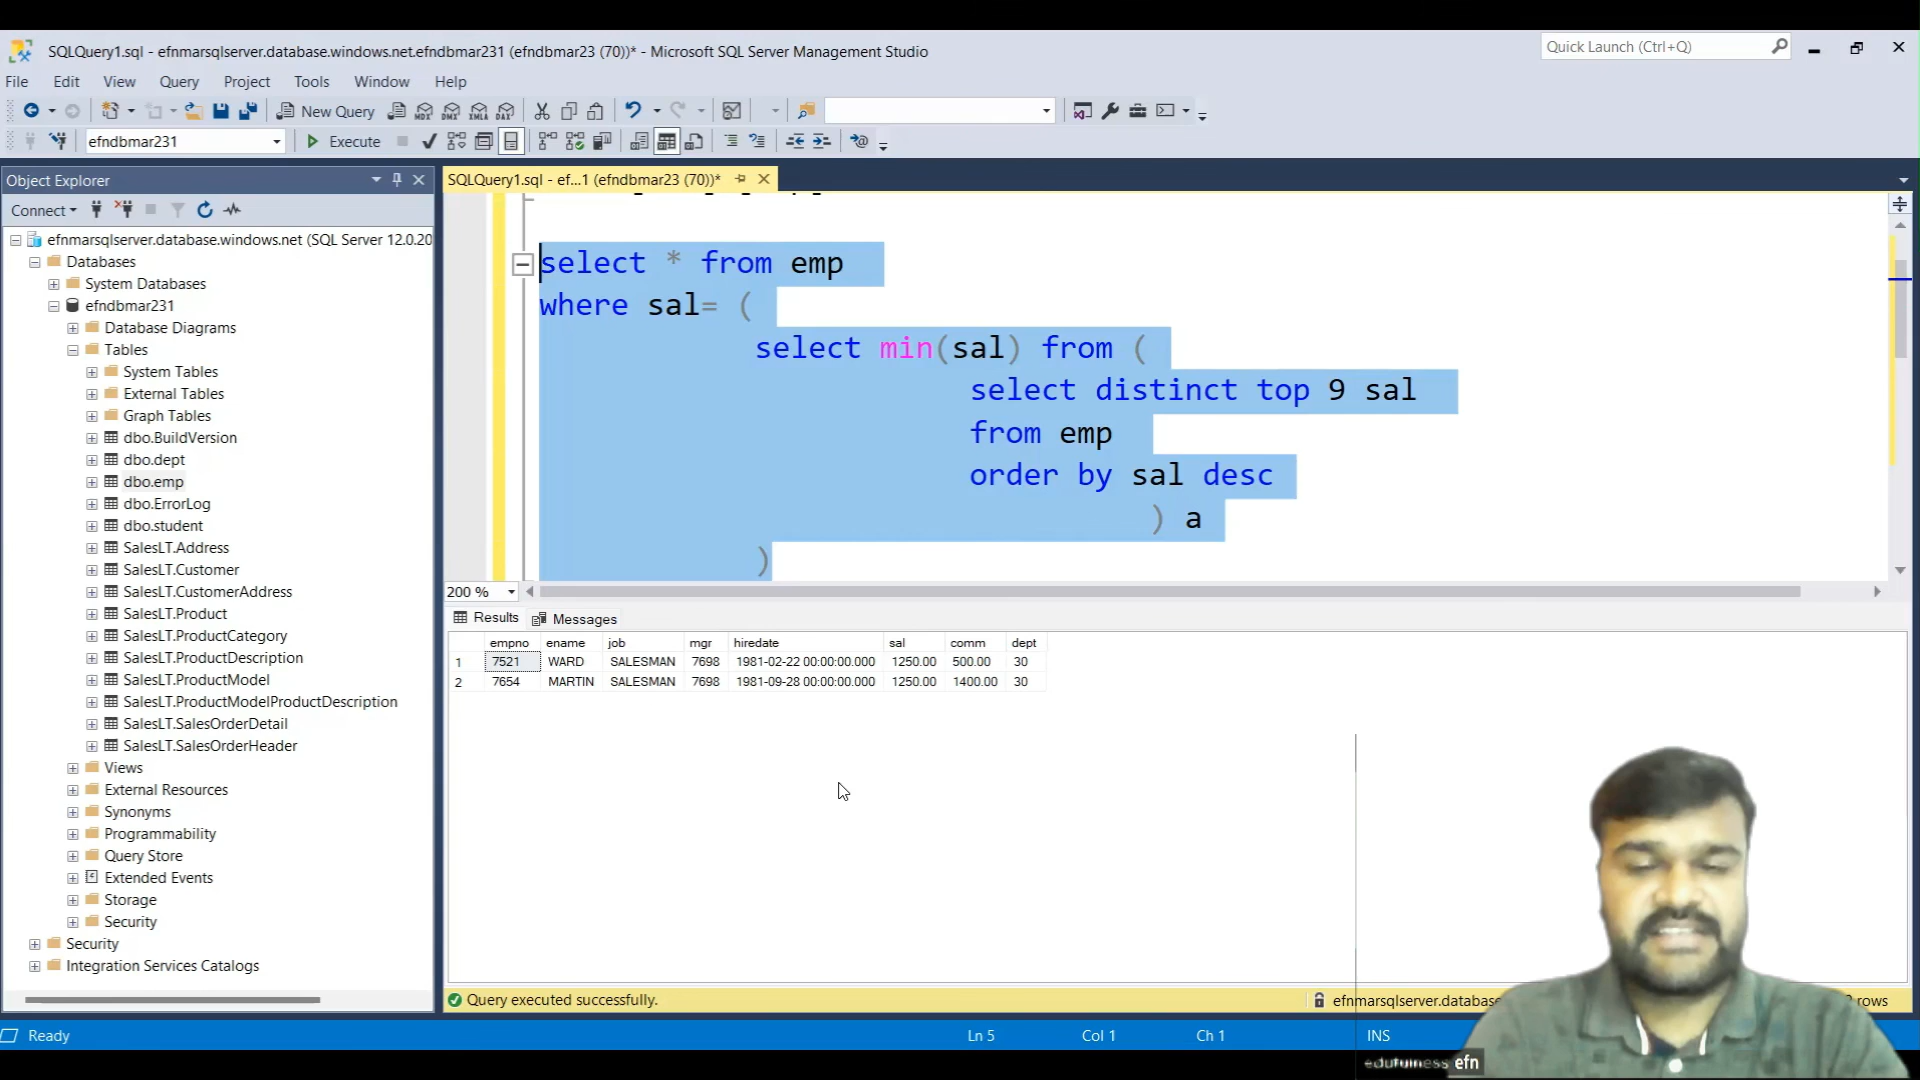 SQLQuery1.sql - efnmarsqlserver.database.windows.net.efndbmar231 (efndbmar23 (70))* - Microsoft SQL Server Management Studio
Quick Launch (Ctrl+Q)
File Edit View Query Project Tools Window Help
New Query
MDX DMX XMLA DAX
efndbmar231
Execute
Object Explorer
SQLQuery1.sql - ef...1 (efndbmar23 (70))*
Connect
efnmarsqlserver.database.windows.net (SQL Server 12.0.20
Databases
System Databases
efndbmar231
Database Diagrams
Tables
System Tables
External Tables
Graph Tables
dbo.BuildVersion
dbo.dept
dbo.emp
dbo.ErrorLog
dbo.student
SalesLT.Address
SalesLT.Customer
SalesLT.CustomerAddress
SalesLT.Product
SalesLT.ProductCategory
SalesLT.ProductDescription
SalesLT.ProductModel
SalesLT.ProductModelProductDescription
SalesLT.SalesOrderDetail
SalesLT.SalesOrderHeader
Views
External Resources
Synonyms
Programmability
Query Store
Extended Events
Storage
Security
Security
Integration Services Catalogs
select * from emp
where sal= (
select min(sal) from (
select distinct top 9 sal
from emp
order by sal desc
) a
)
200 %
Results Messages
empno ename job mgr hiredate sal comm dept
1 7521 WARD SALESMAN 7698 1981-02-22 00:00:00.000 1250.00 500.00 30
2 7654 MARTIN SALESMAN 7698 1981-09-28 00:00:00.000 1250.00 1400.00 30
Query executed successfully.
efnmarsqlserver.database
rows
Ready
Ln 5 Col 1 Ch 1 INS
efn